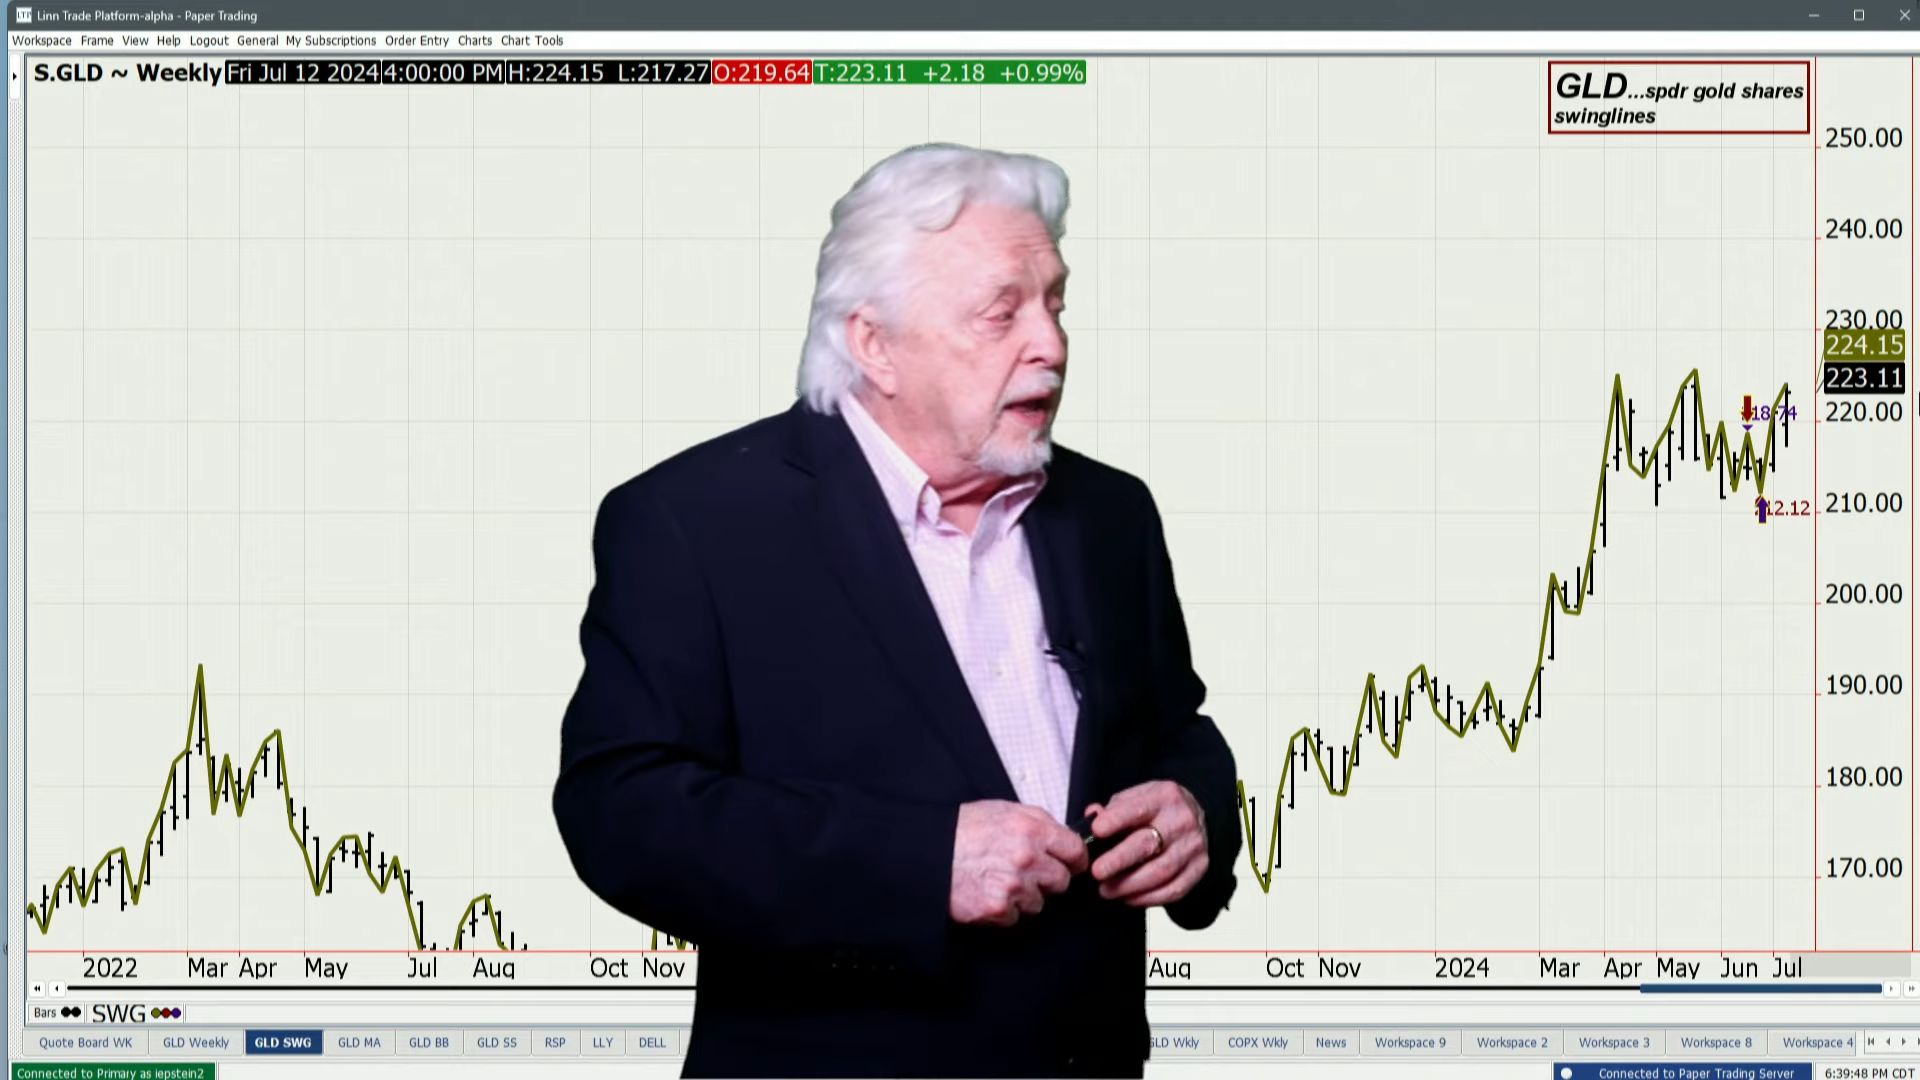 Linn Trade Platform-alpha - Paper Trading
Workspace Frame View Help Logout General My Subscriptions Order Entry Charts Chart Tools
S.GLD ~ Weekly Fri Jul 12 2024 4:00:00 PM H:224.15 L:217.27 O:219.64 T:223.11 +2.18 +0.99%
GLD...spdr gold shares
swinglines
250.00
240.00
230.00
224.15
223.11
220.00
210.00
12.12
200.00
190.00
180.00
170.00
2022 Mar Apr May Jul Aug Oct Nov Aug Oct Nov 2024 Mar Apr May Jun Jul
Bars SWG
Quote Board WK GLD Weekly GLD SWG GLD MA GLD BB GLD SS RSP LLY DELL GLD Wkly COPX Wkly News Workspace 9 Workspace 2 Workspace 3 Workspace 8 Workspace 4
Connected to Primary as iepstein2 Connected to Paper Trading Server 6:39:48 PM CDT